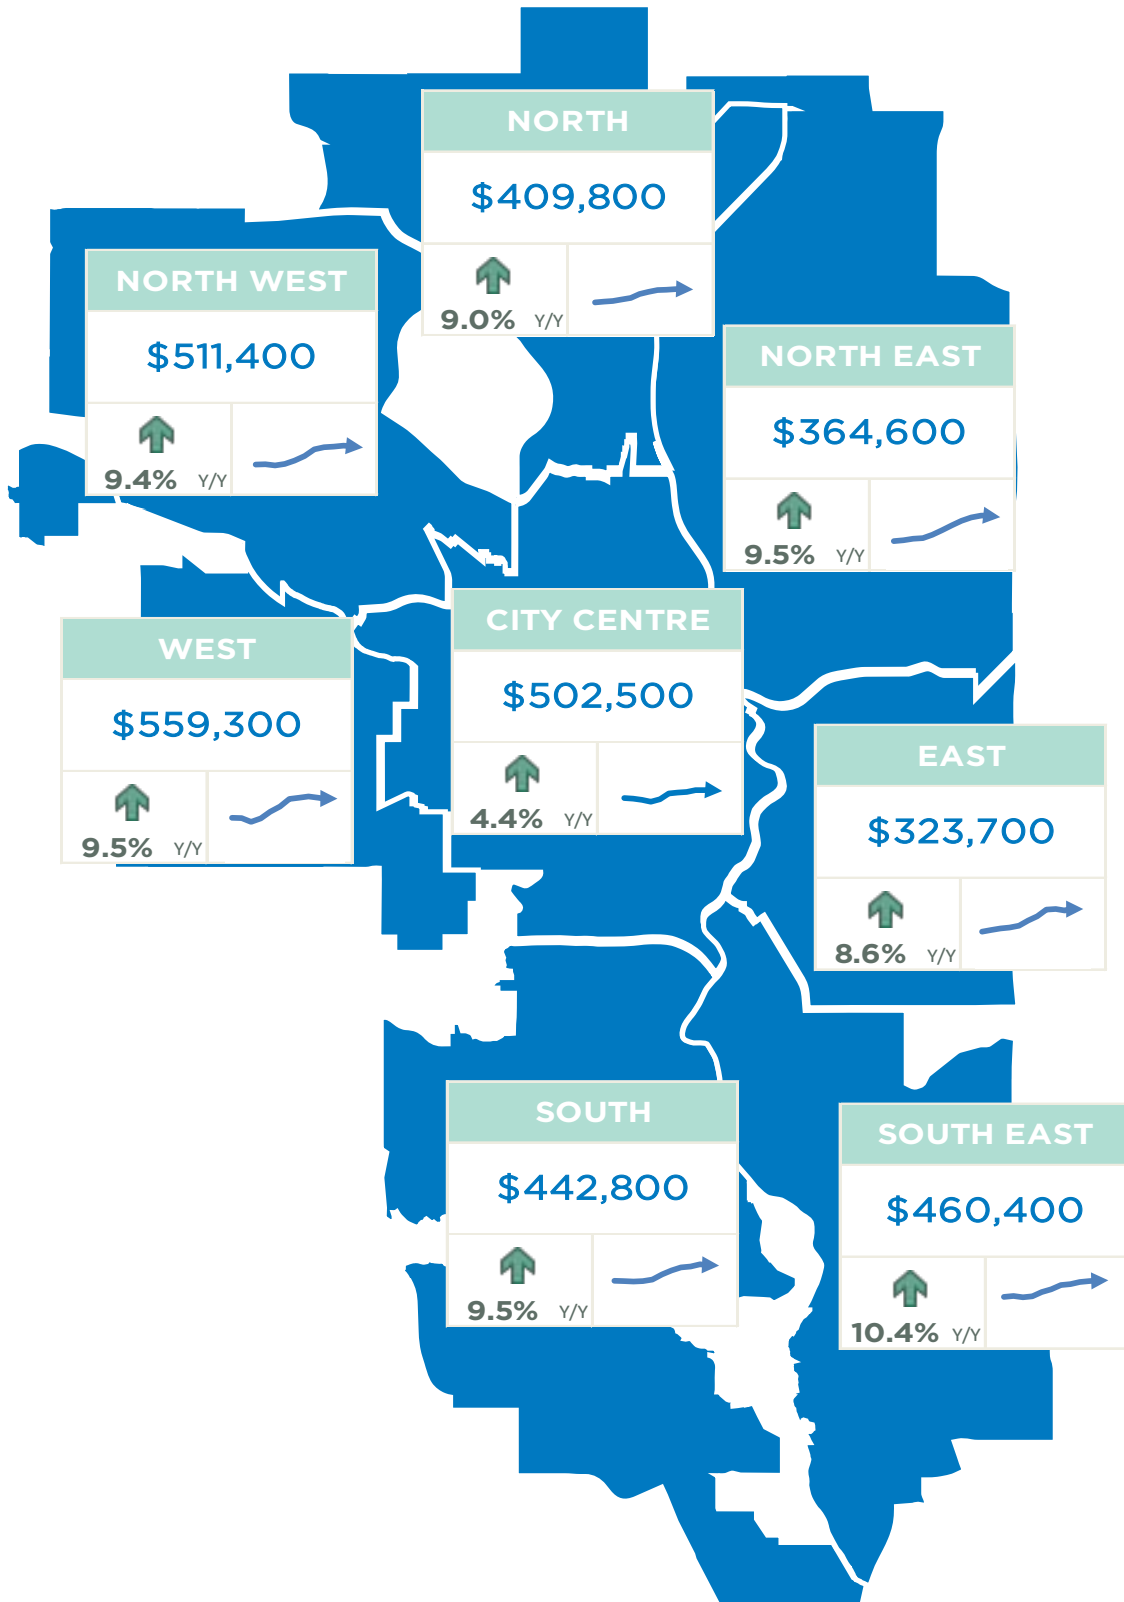 NORTH
$409,800
9.0% Y/Y
NORTH WEST
$511,400
9.4% Y/Y
NORTH EAST
$364,600
9.5% Y/Y
WEST
$559,300
9.5% Y/Y
CITY CENTRE
$502,500
4.4% Y/Y
EAST
$323,700
8.6% Y/Y
SOUTH
$442,800
9.5% Y/Y
SOUTH EAST
$460,400
10.4% Y/Y